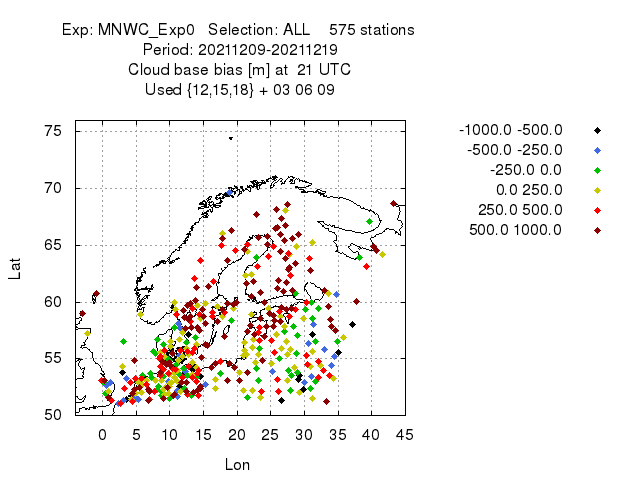 Exp: MNWC_Exp0   Selection: ALL    575 stations
Period: 20211209-20211219
Cloud base bias [m] at  21 UTC
Used {12,15,18} + 03 06 09
-1000.0 -500.0
-500.0 -250.0
-250.0 0.0
0.0 250.0
250.0 500.0
500.0 1000.0
75
70
65
60
55
50
Lat
0 5 10 15 20 25 30 35 40 45
Lon